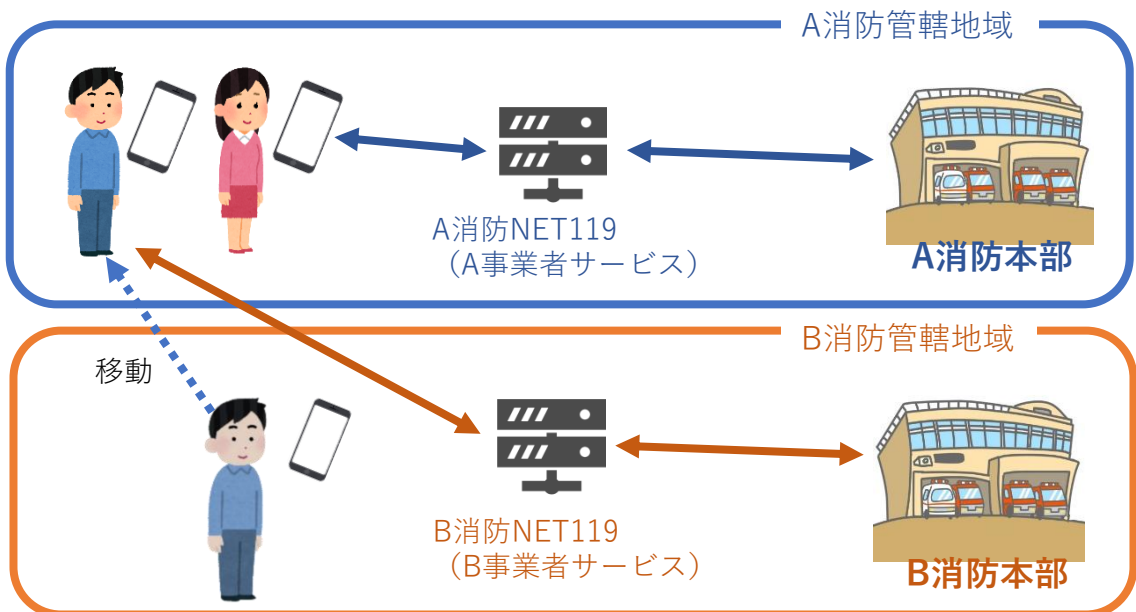 A消防管轄地域
A消防NET119
（A事業者サービス）
A消防本部
B消防管轄地域
移動
B消防NET119
（B事業者サービス）
B消防本部